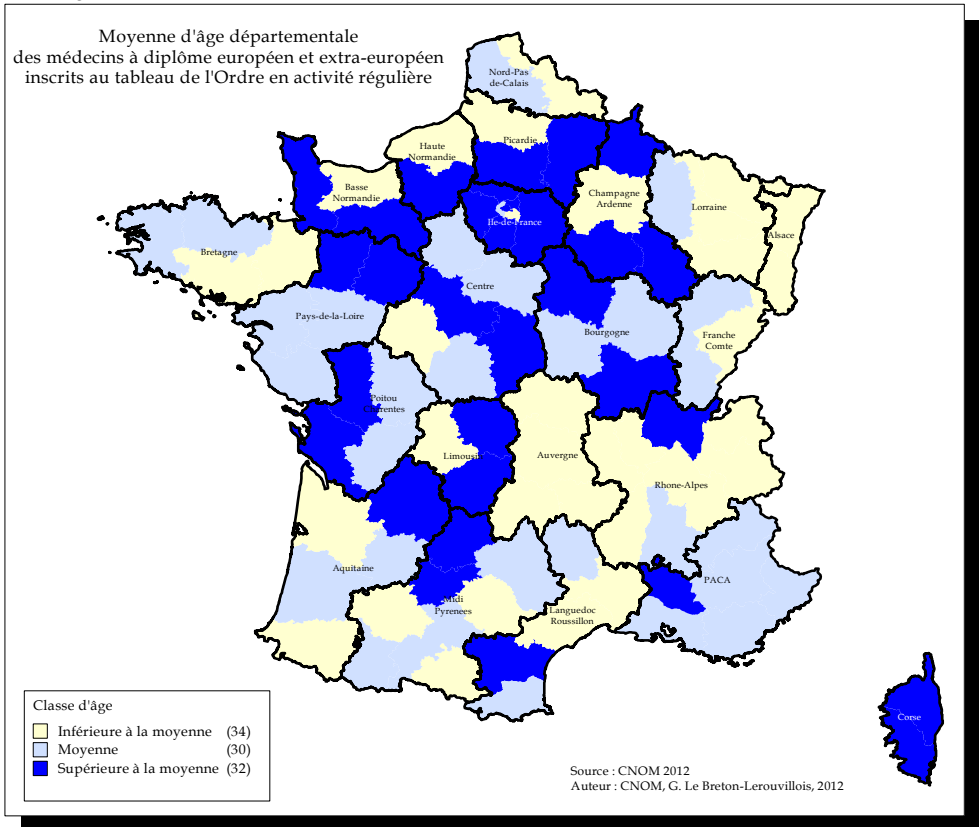 Moyenne d'âge départementale
des médecins à diplôme européen et extra-européen
inscrits au tableau de l'Ordre en activité régulière
Nord-Pas
de-Calais
Picardie
Haute
Normandie
Basse
Normandie
Champagne
Ardenne
Lorraine
Ile-de-France
Alsace
Bretagne
Centre
Pays-de-la-Loire
Bourgogne
Franche
Comte
Poitou
Charentes
Limousin
Auvergne
Rhone-Alpes
Aquitaine
PACA
Midi
Pyrenees
Languedoc
Roussillon
Corse
Classe d'âge
Inférieure à la moyenne (34)
Moyenne (30)
Supérieure à la moyenne (32)
Source : CNOM 2012
Auteur : CNOM, G. Le Breton-Lerouvillois, 2012